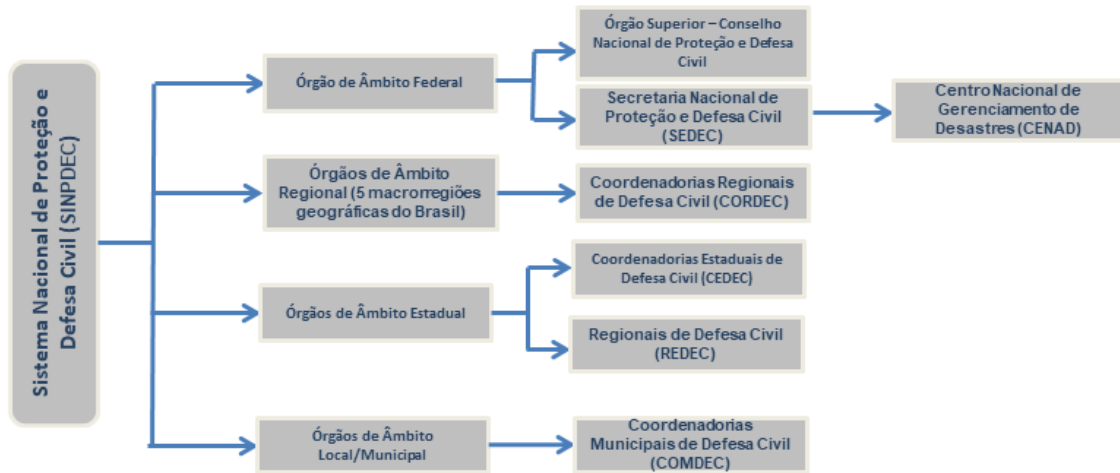 Sistema Nacional de Proteção e
Defesa Civil (SINPDEC)
Órgão de Âmbito Federal
Órgão Superior – Conselho
Nacional de Proteção e Defesa
Civil
Secretaria Nacional de
Proteção e Defesa Civil
(SEDEC)
Centro Nacional de
Gerenciamento de
Desastres (CENAD)
Órgãos de Âmbito
Regional (5 macrorregiões
geográficas do Brasil)
Coordenadorias Regionais
de Defesa Civil (CORDEC)
Órgãos de Âmbito Estadual
Coordenadorias Estaduais de
Defesa Civil (CEDEC)
Regionais de Defesa Civil
(REDEC)
Órgãos de Âmbito
Local/Municipal
Coordenadorias
Municipais de Defesa Civil
(COMDEC)